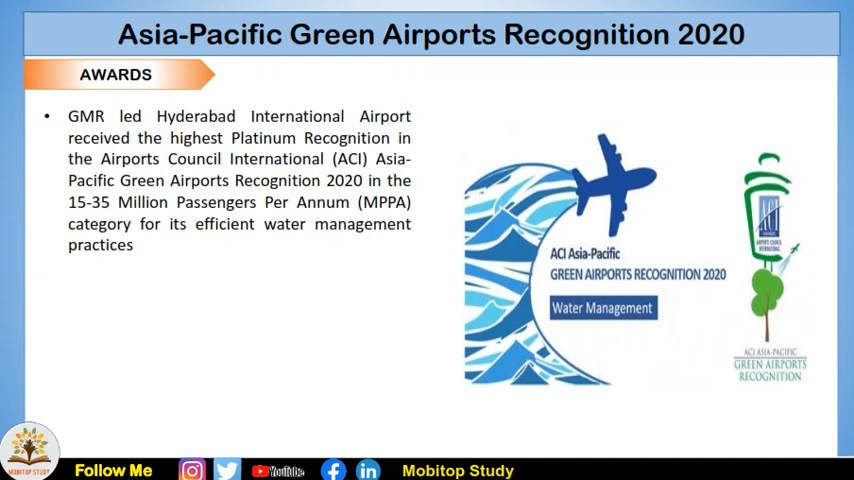 Asia-Pacific Green Airports Recognition 2020
AWARDS
• GMR led Hyderabad International Airport
received the highest Platinum Recognition in
the Airports Council International (ACI) Asia-
Pacific Green Airports Recognition 2020 in the
15-35 Million Passengers Per Annum (MPPA)
category for its efficient water management
practices
ACI Asia-Pacific
GREEN AIRPORTS RECOGNITION 2020
Water Management
ACI
AIRPORTS COUNCIL
INTERNATIONAL
ACI ASIA-PACIFIC
GREEN AIRPORTS
RECOGNITION
MOBITOP STUDY
Follow Me
YouTube
Mobitop Study